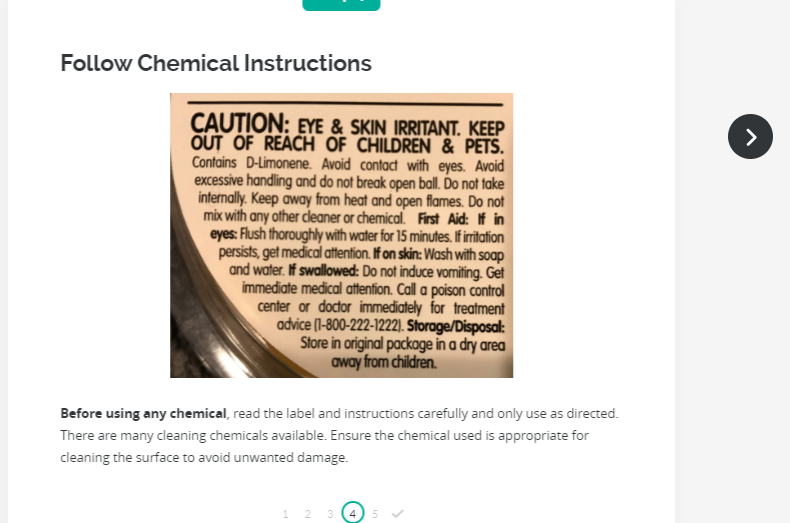 Follow Chemical Instructions
CAUTION: EYE & SKIN IRRITANT. KEEP
OUT OF REACH OF CHILDREN & PETS.
Contains D-Limonene. Avoid contact with eyes. Avoid
excessive handling and do not break open ball. Do not take
internally. Keep away from heat and open flames. Do not
mix with any other cleaner or chemical. First Aid: If in
eyes: Flush thoroughly with water for 15 minutes. If irritation
persists, get medical attention. If on skin: Wash with soap
and water. If swallowed: Do not induce vomiting. Get
immediate medical attention. Call a poison control
center or doctor immediately for treatment
advice (1-800-222-1222). Storage/Disposal:
Store in original package in a dry area
away from children.
Before using any chemical, read the label and instructions carefully and only use as directed.
There are many cleaning chemicals available. Ensure the chemical used is appropriate for
cleaning the surface to avoid unwanted damage.
1 2 3 4 5